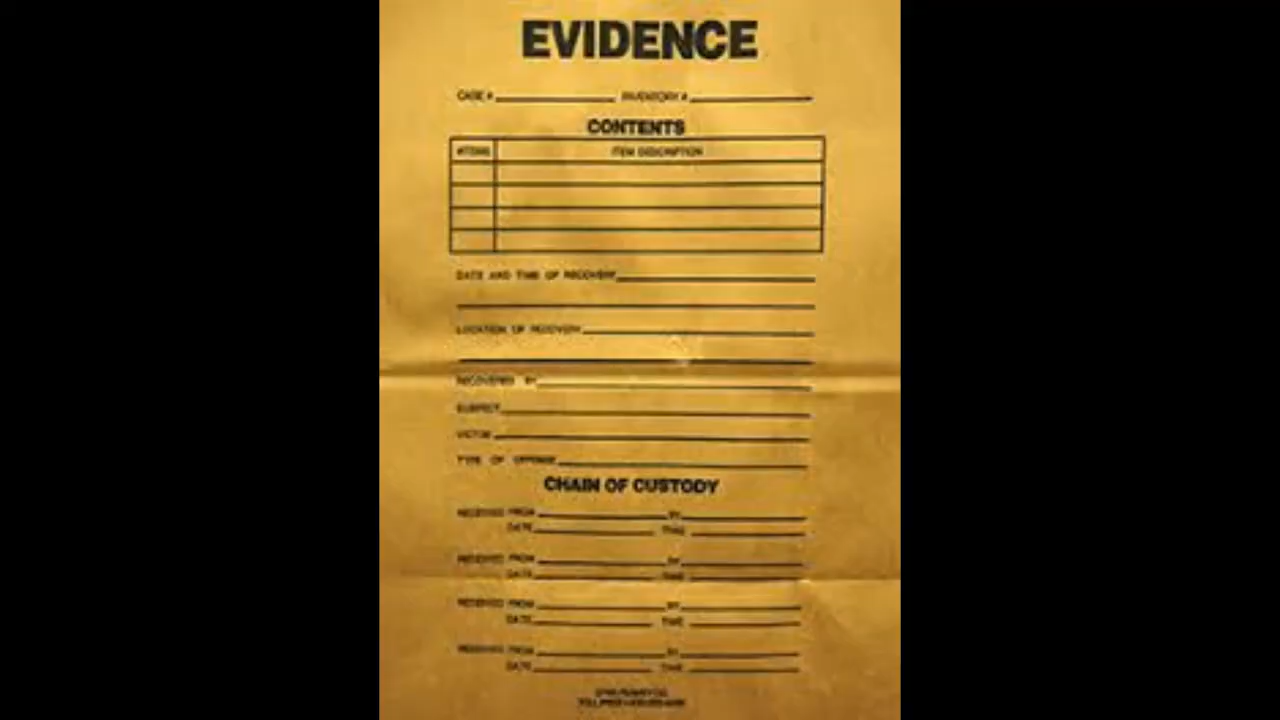 EVIDENCE
CASE # INVENTORY #
CONTENTS
#ITEMS ITEM DESCRIPTION
DATE AND TIME OF RECOVERY
LOCATION OF RECOVERY
RECOVERED BY
SUSPECT
VICTIM
TYPE OF OFFENSE
CHAIN OF CUSTODY
RECEIVED FROM BY
DATE TIME
RECEIVED FROM BY
DATE TIME
RECEIVED FROM BY
DATE TIME
RECEIVED FROM BY
DATE TIME